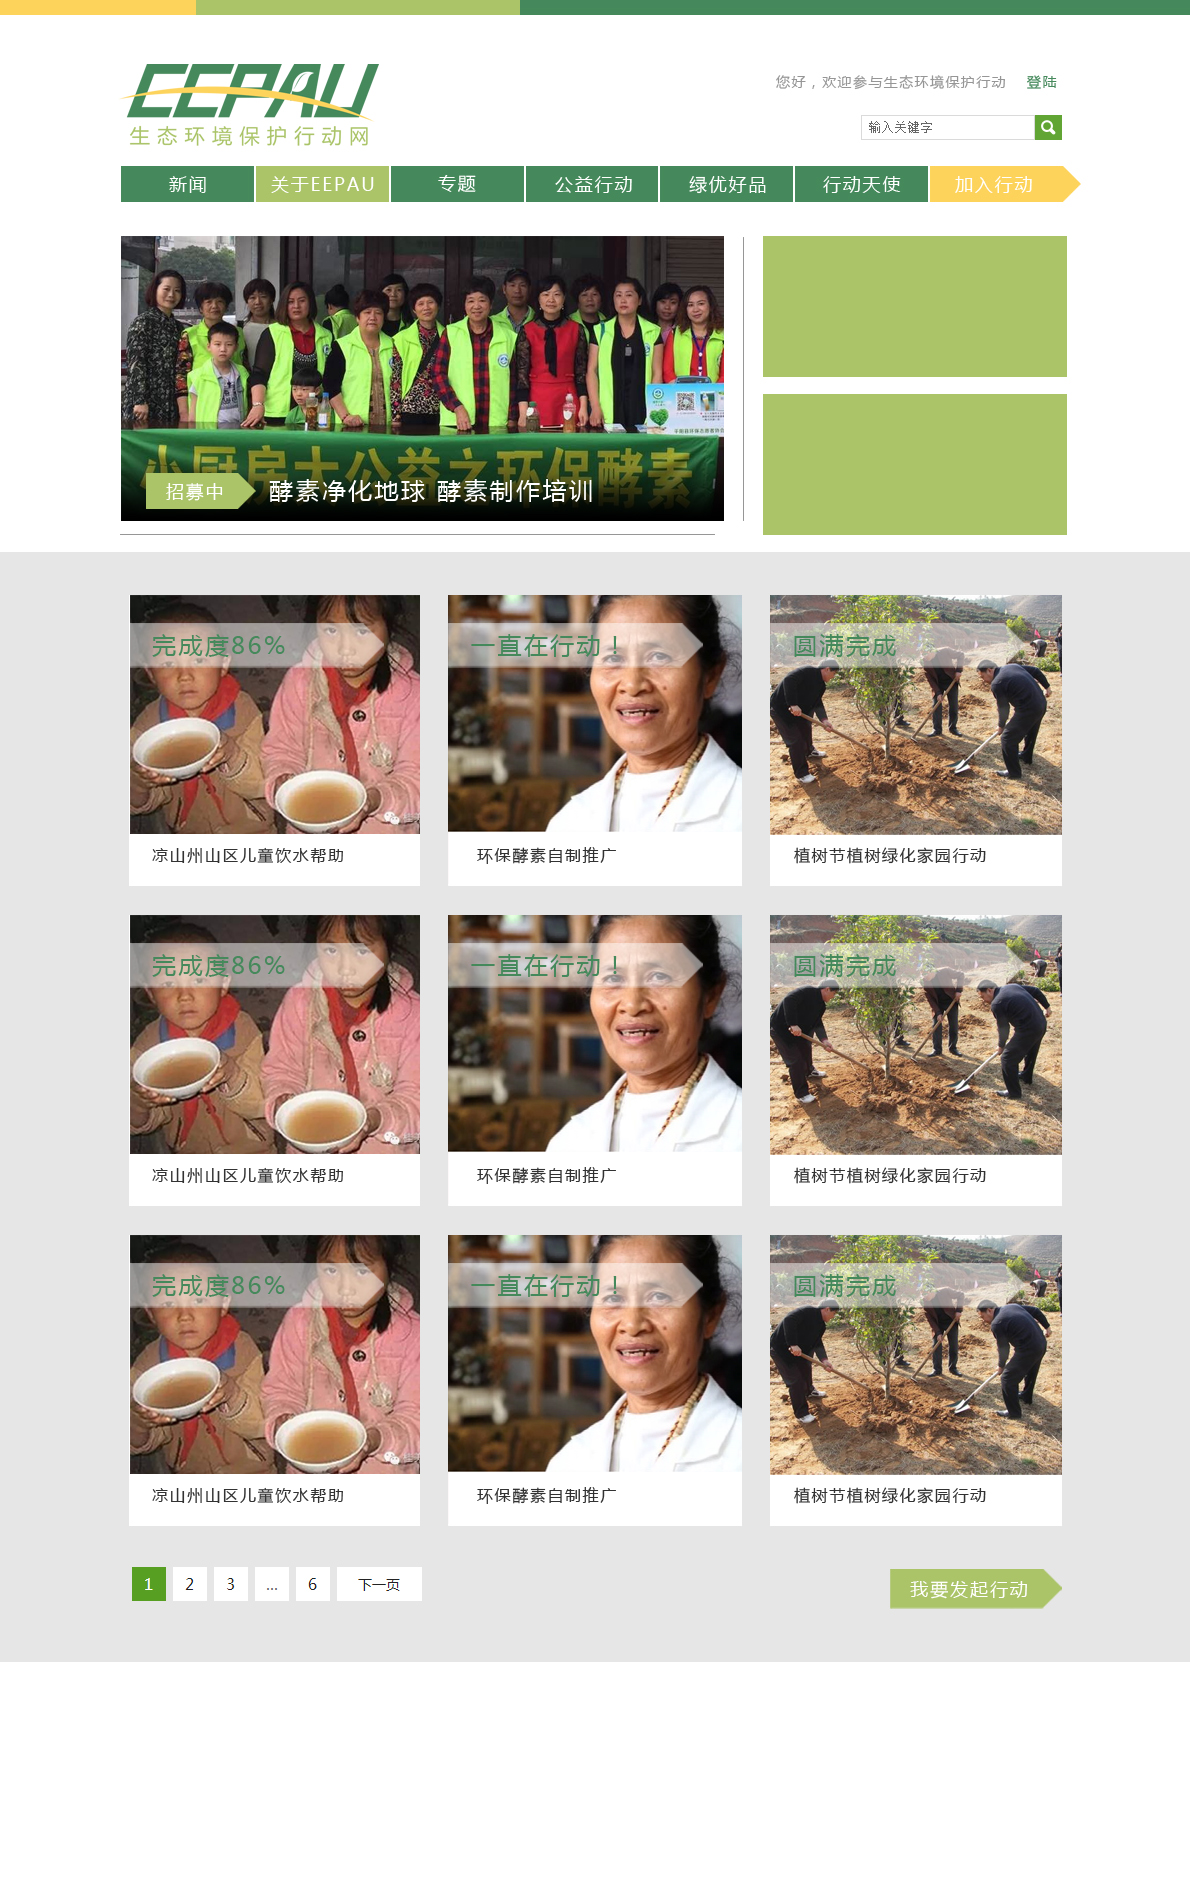 EEPAU
生态环境保护行动网
您好，欢迎参与生态环境保护行动 登陆
输入关键字
新闻 关于EEPAU 专题 公益行动 绿优好品 行动天使 加入行动
小厨房大公益之环保酵素
招募中 酵素净化地球 酵素制作培训
完成度86% 一直在行动！ 圆满完成
凉山州山区儿童饮水帮助 环保酵素自制推广 植树节植树绿化家园行动
完成度86% 一直在行动！ 圆满完成
凉山州山区儿童饮水帮助 环保酵素自制推广 植树节植树绿化家园行动
完成度86% 一直在行动！ 圆满完成
凉山州山区儿童饮水帮助 环保酵素自制推广 植树节植树绿化家园行动
1 2 3 ... 6 下一页 我要发起行动